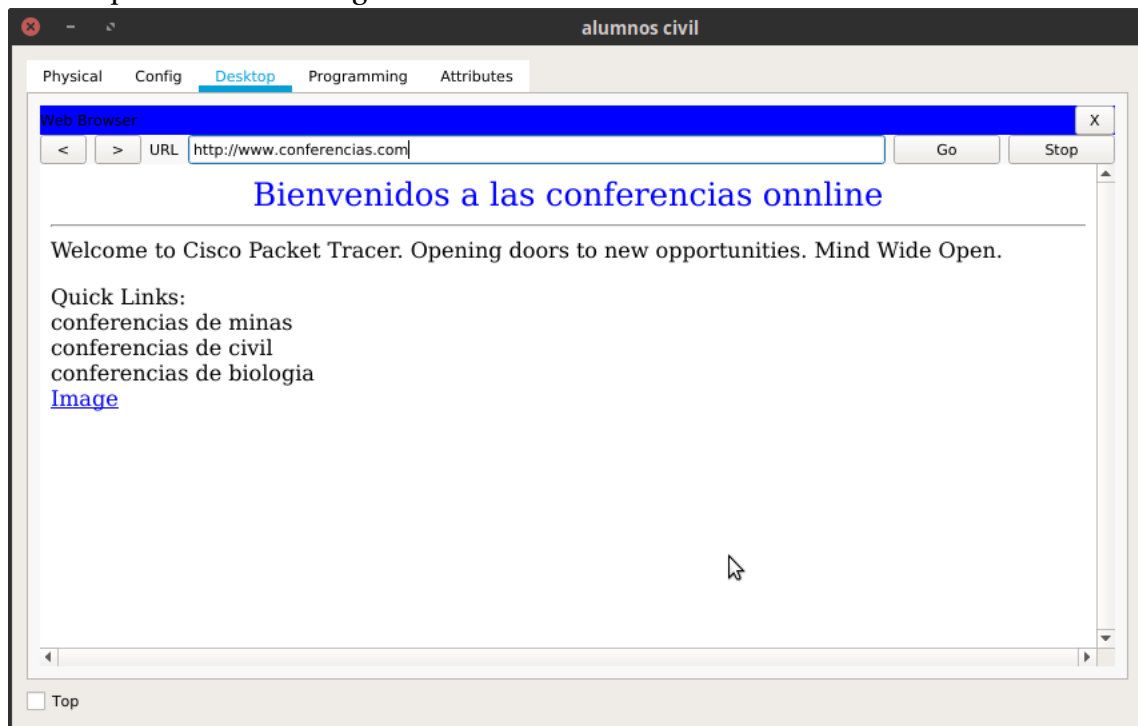 alumnos civil
Physical Config Desktop Programming Attributes
Web Browser X
< > URL http://www.conferencias.com Go Stop
Bienvenidos a las conferencias onnline
Welcome to Cisco Packet Tracer. Opening doors to new opportunities. Mind Wide Open.
Quick Links:
conferencias de minas
conferencias de civil
conferencias de biologia
Image
Top